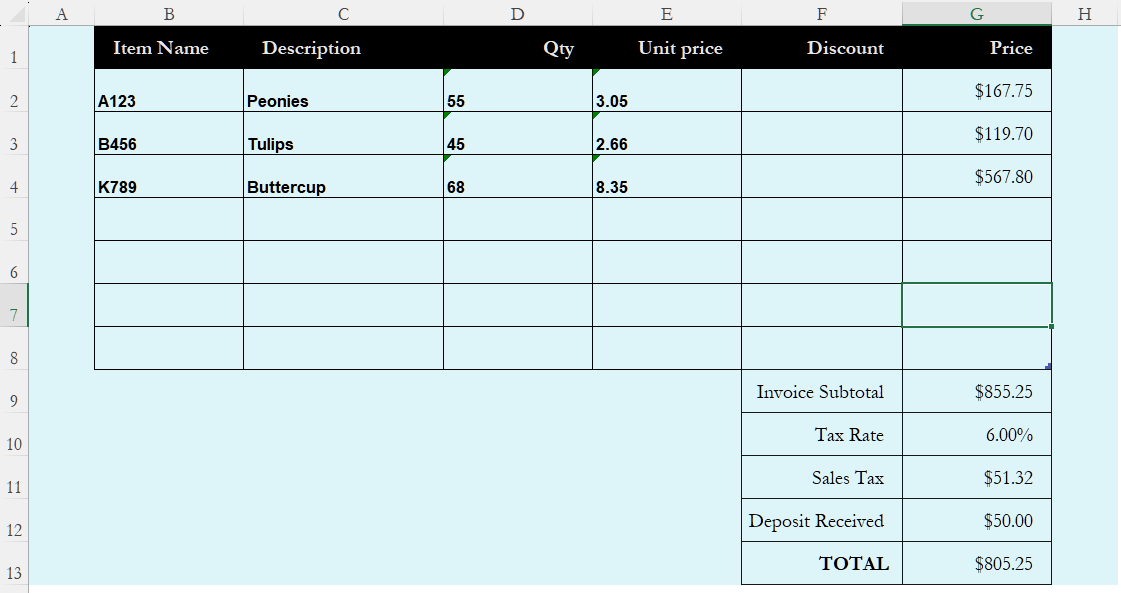 A B C D E F G H
1 Item Name Description Qty Unit price Discount Price
2 A123 Peonies 55 3.05 $167.75
3 B456 Tulips 45 2.66 $119.70
4 K789 Buttercup 68 8.35 $567.80
5
6
7
8
9 Invoice Subtotal $855.25
10 Tax Rate 6.00%
11 Sales Tax $51.32
12 Deposit Received $50.00
13 TOTAL $805.25